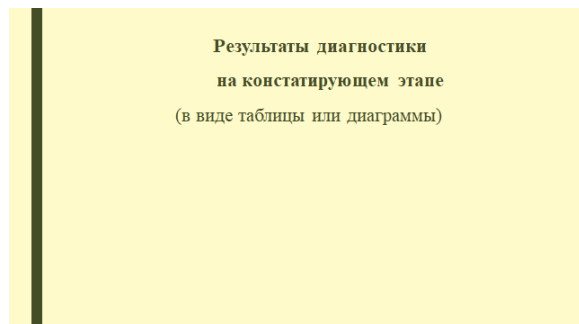 Результаты диагностики
на констатирующем этапе
(в виде таблицы или диаграммы)